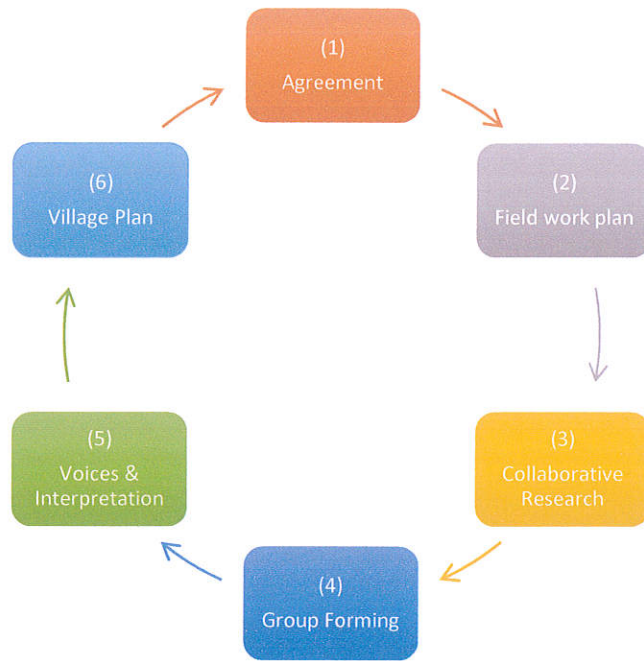 (1)
Agreement
(2)
Field work plan
(3)
Collaborative
Research
(4)
Group Forming
(5)
Voices &
Interpretation
(6)
Village Plan